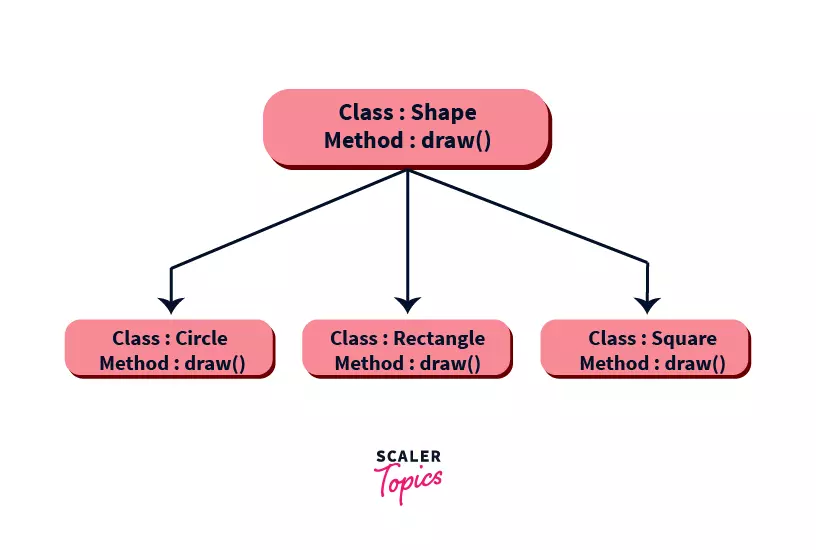 Class : Shape
Method : draw()
Class : Circle
Method : draw()
Class : Rectangle
Method : draw()
Class : Square
Method : draw()
SCALER
Topics